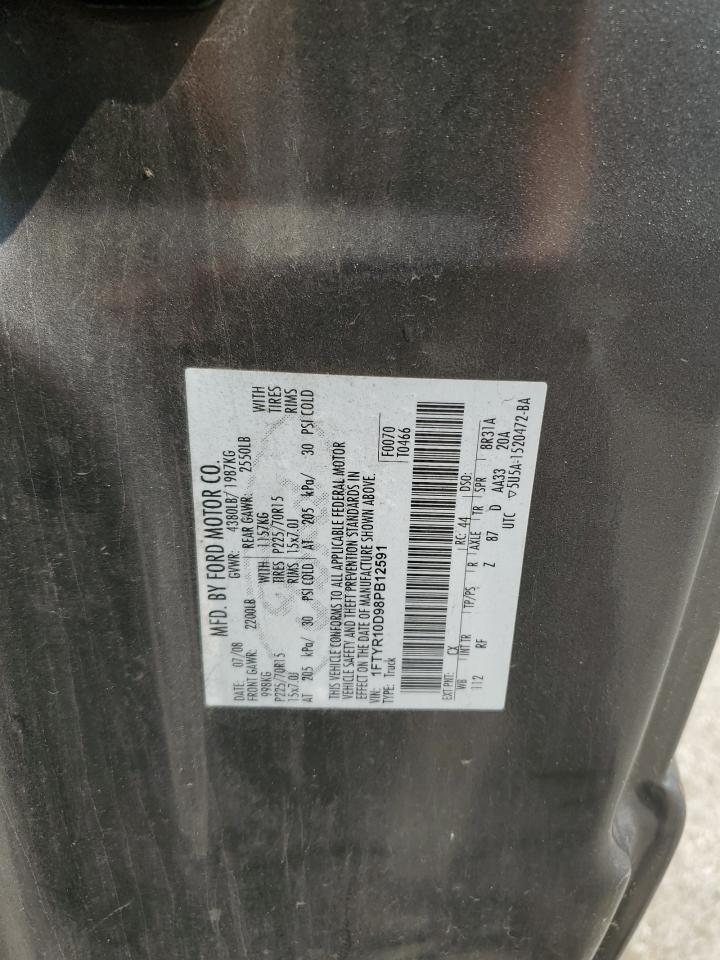 MFD. BY FORD MOTOR CO.
DATE: 07/08 GVWR: 4380LB/ 1987KG
FRONT GAWR: 2200LB REAR GAWR: 2550LB
998KG WITH 1157KG WITH
P225/70R15 TIRES P225/70R15 TIRES
15x7.0J RIMS 15x7.0J RIMS
AT 205 kPa/ 30 PSI COLD AT 205 kPa/ 30 PSI COLD
THIS VEHICLE CONFORMS TO ALL APPLICABLE FEDERAL MOTOR
VEHICLE SAFETY AND THEFT PREVENTION STANDARDS IN
EFFECT ON THE DATE OF MANUFACTURE SHOWN ABOVE.
VIN: 1FTYR10D98PB12591 F0070
TYPE: Truck T0466
EXT PNT: CX RC: 44 DSO:
WB INT TR TP/PS R AXLE TR SPR 8R31A
112 RF Z 87 D AA33 20A
UTC ▽5U5A-1520472-BA